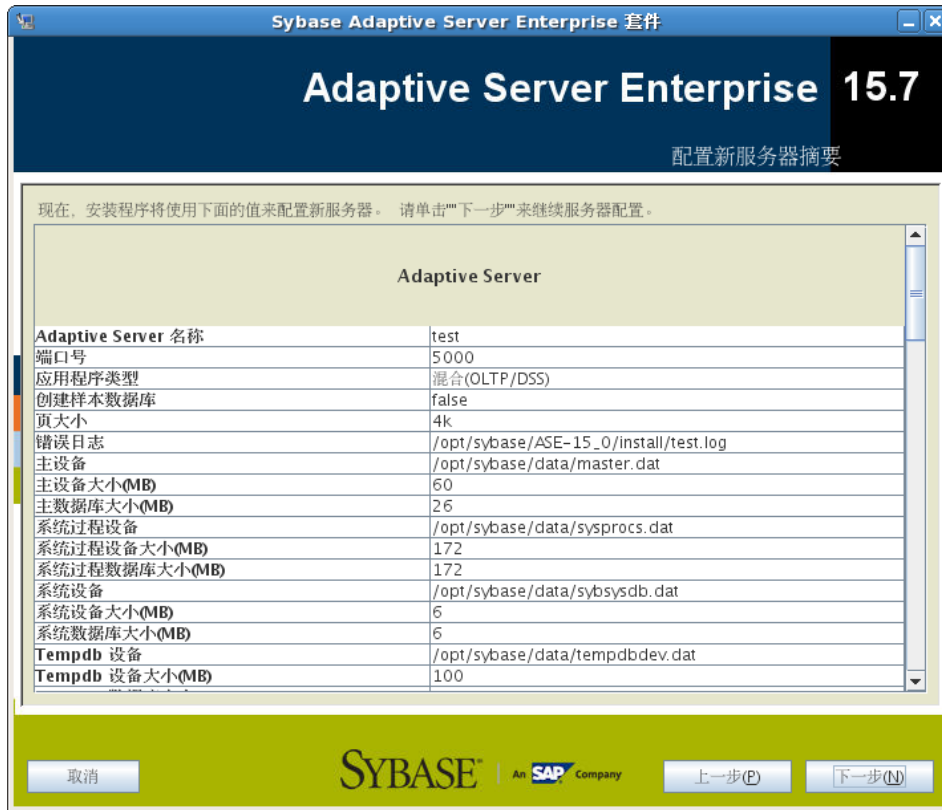 Sybase Adaptive Server Enterprise 套件
Adaptive Server Enterprise 15.7
配置新服务器摘要
现在，安装程序将使用下面的值来配置新服务器。 请单击""下一步""来继续服务器配置。
Adaptive Server
Adaptive Server 名称 test
端口号 5000
应用程序类型 混合(OLTP/DSS)
创建样本数据库 false
页大小 4k
错误日志 /opt/sybase/ASE-15_0/install/test.log
主设备 /opt/sybase/data/master.dat
主设备大小(MB) 60
主数据库大小(MB) 26
系统过程设备 /opt/sybase/data/sysprocs.dat
系统过程设备大小(MB) 172
系统过程数据库大小(MB) 172
系统设备 /opt/sybase/data/sybsysdb.dat
系统设备大小(MB) 6
系统数据库大小(MB) 6
Tempdb 设备 /opt/sybase/data/tempdbdev.dat
Tempdb 设备大小(MB) 100
取消
SYBASE An SAP Company
上一步(P)
下一步(N)